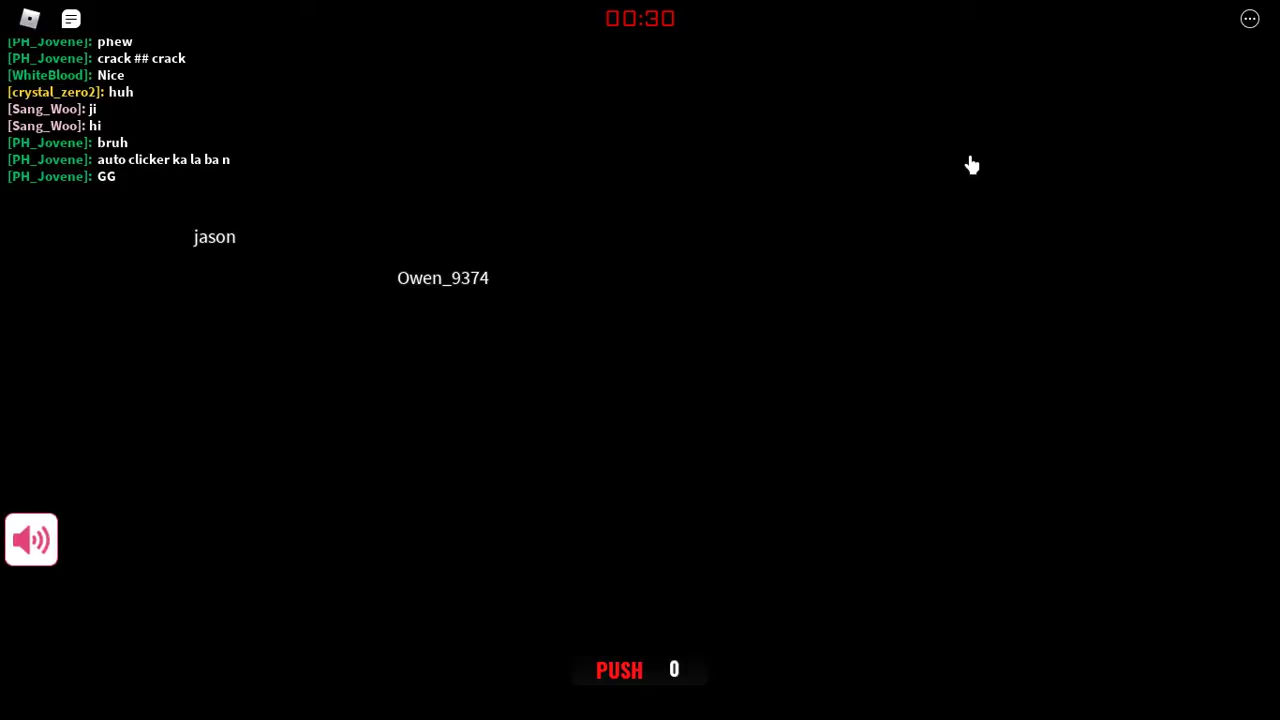 00:30
[PH_Jovene]: phew
[PH_Jovene]: crack ## crack
[WhiteBlood]: Nice
[crystal_zero2]: huh
[Sang_Woo]: ji
[Sang_Woo]: hi
[PH_Jovene]: bruh
[PH_Jovene]: auto clicker ka la ba n
[PH_Jovene]: GG
jason
Owen_9374
PUSH 0